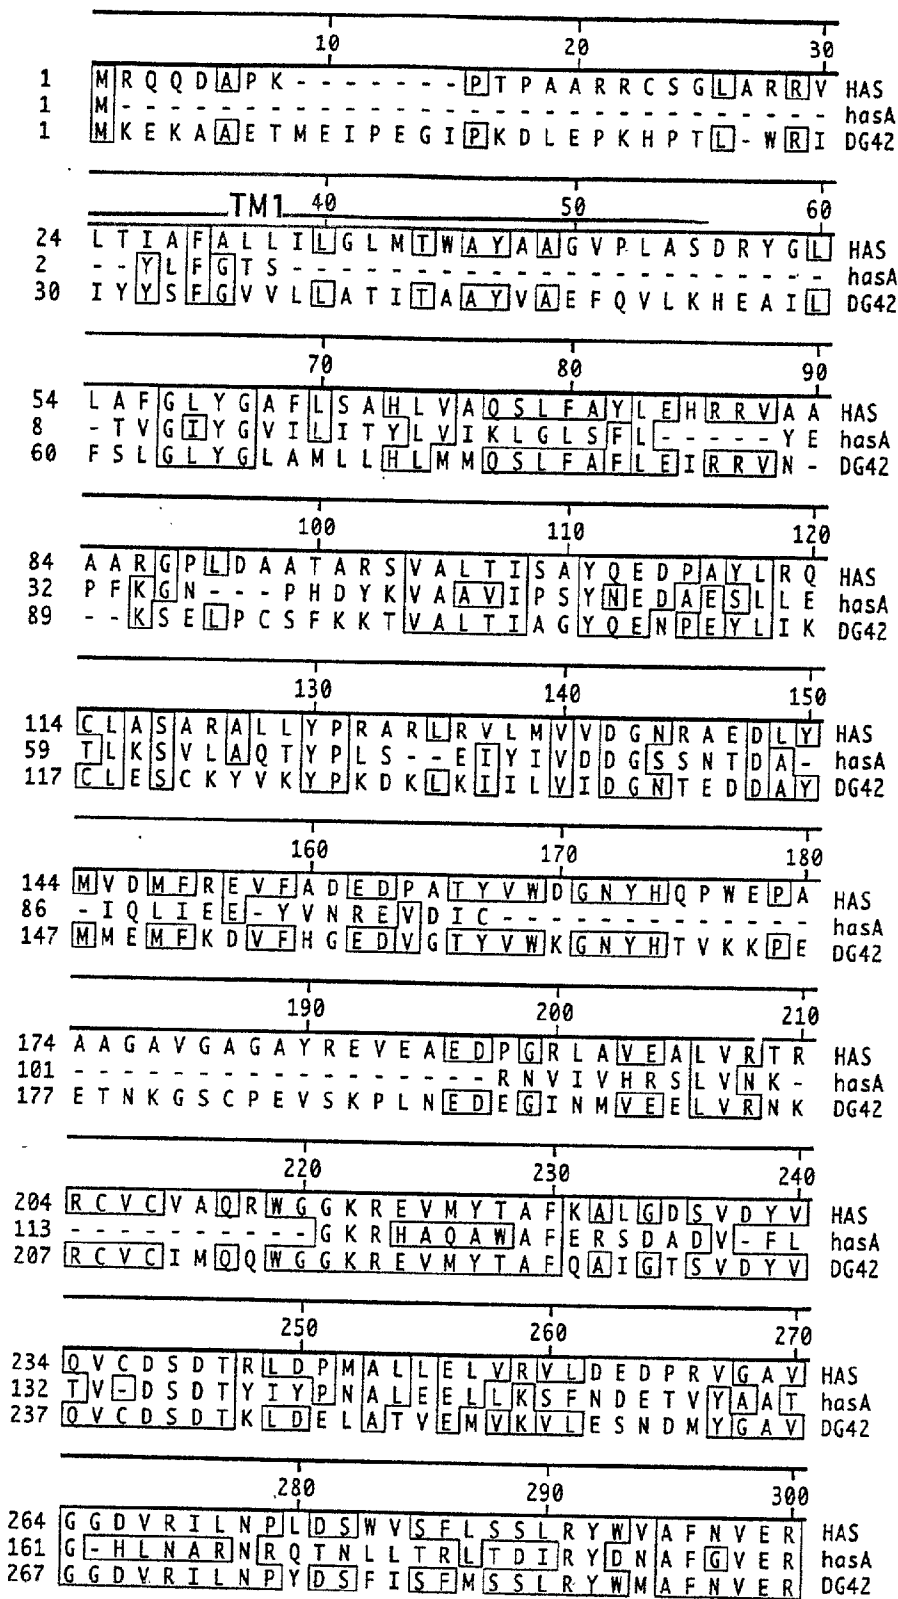 10 20 30
1 M R Q Q D A P K - - - - - - - P T P A A R R C S G L A R R V HAS
1 M - - - - - - - - - - - - - - - - - - - - - - - - - - - - - hasA
1 M K E K A A E T M E I P E G I P K D L E P K H P T L - W R I DG42
TM1 40 50 60
24 L T I A F A L L I L G L M T W A Y A A G V P L A S D R Y G L HAS
2 - - Y L F G T S - - - - - - - - - - - - - - - - - - - - - - hasA
30 I Y Y S F G V V L L A T I T A A Y V A E F Q V L K H E A I L DG42
70 80 90
54 L A F G L Y G A F L S A H L V A Q S L F A Y L E H R R V A A HAS
8 - T V G I Y G V I L I T Y L V I K L G L S F L - - - - - Y E hasA
60 F S L G L Y G L A M L L H L M M Q S L F A F L E I R R V N - DG42
100 110 120
84 A A R G P L D A A T A R S V A L T I S A Y Q E D P A Y L R Q HAS
32 P F K G N - - - P H D Y K V A A V I P S Y N E D A E S L L E hasA
89 - - K S E L P C S F K K T V A L T I A G Y Q E N P E Y L I K DG42
130 140 150
114 C L A S A R A L L Y P R A R L R V L M V V D G N R A E D L Y HAS
59 T L K S V L A Q T Y P L S - - E I Y I V D D G S S N T D A - hasA
117 C L E S C K Y V K Y P K D K L K I I L V I D G N T E D D A Y DG42
160 170 180
144 M V D M F R E V F A D E D P A T Y V W D G N Y H Q P W E P A HAS
86 - I Q L I E E - Y V N R E V D I C - - - - - - - - - - - - - hasA
147 M M E M F K D V F H G E D V G T Y V W K G N Y H T V K K P E DG42
190 200 210
174 A A G A V G A G A Y R E V E A E D P G R L A V E A L V R T R HAS
101 - - - - - - - - - - - - - - - - - R N V I V H R S L V N K - hasA
177 E T N K G S C P E V S K P L N E D E G I N M V E E L V R N K DG42
220 230 240
204 R C V C V A Q R W G G K R E V M Y T A F K A L G D S V D Y V HAS
113 - - - - - - - - - - G K R H A Q A W A F E R S D A D V - F L hasA
207 R C V C I M Q Q W G G K R E V M Y T A F Q A I G T S V D Y V DG42
250 260 270
234 Q V C D S D T R L D P M A L L E L V R V L D E D P R V G A V HAS
132 T V - D S D T Y I Y P N A L E E L L K S F N D E T V Y A A T hasA
237 Q V C D S D T K L D E L A T V E M V K V L E S N D M Y G A V DG42
280 290 300
264 G G D V R I L N P L D S W V S F L S S L R Y W V A F N V E R HAS
161 G - H L N A R N R Q T N L L T R L T D I R Y D N A F G V E R hasA
267 G G D V R I L N P Y D S F I S F M S S L R Y W M A F N V E R DG42